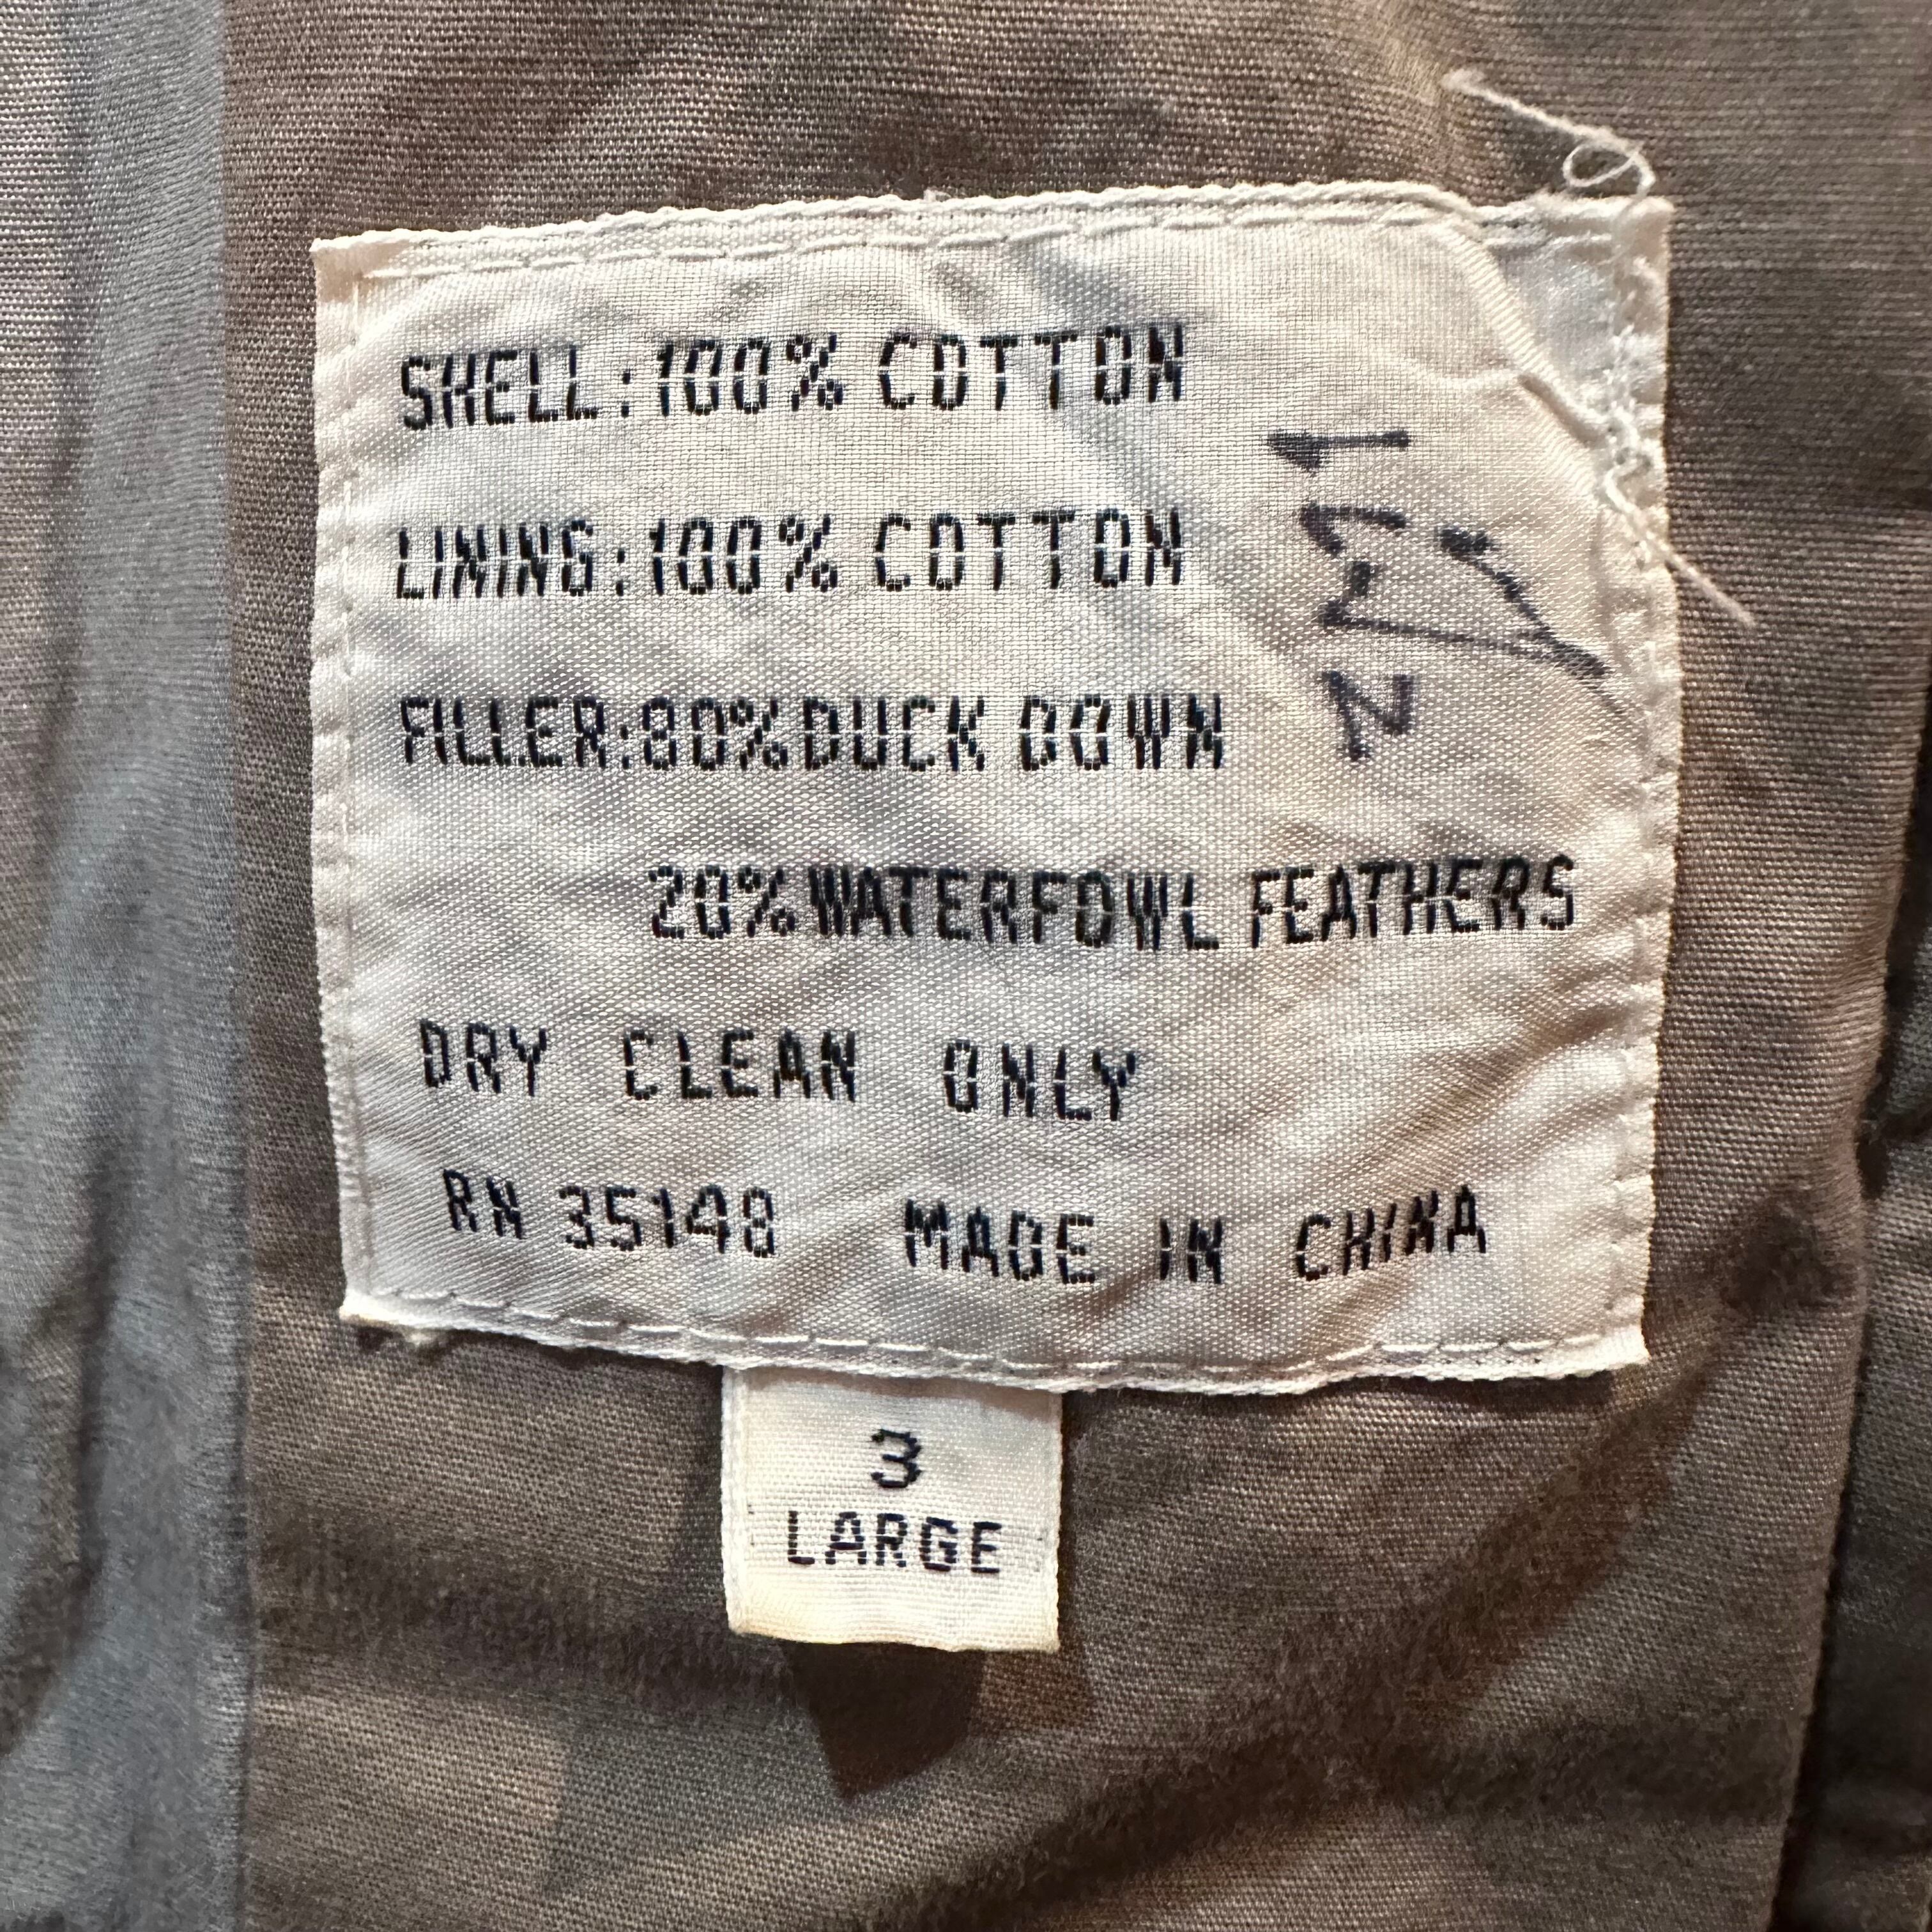 SHELL:100% COTTON
LINING:100% COTTON
FILLER:80% DUCK DOWN
20% WATERFOWL FEATHERS
DRY CLEAN ONLY
RN 35148 MADE IN CHINA
3
LARGE